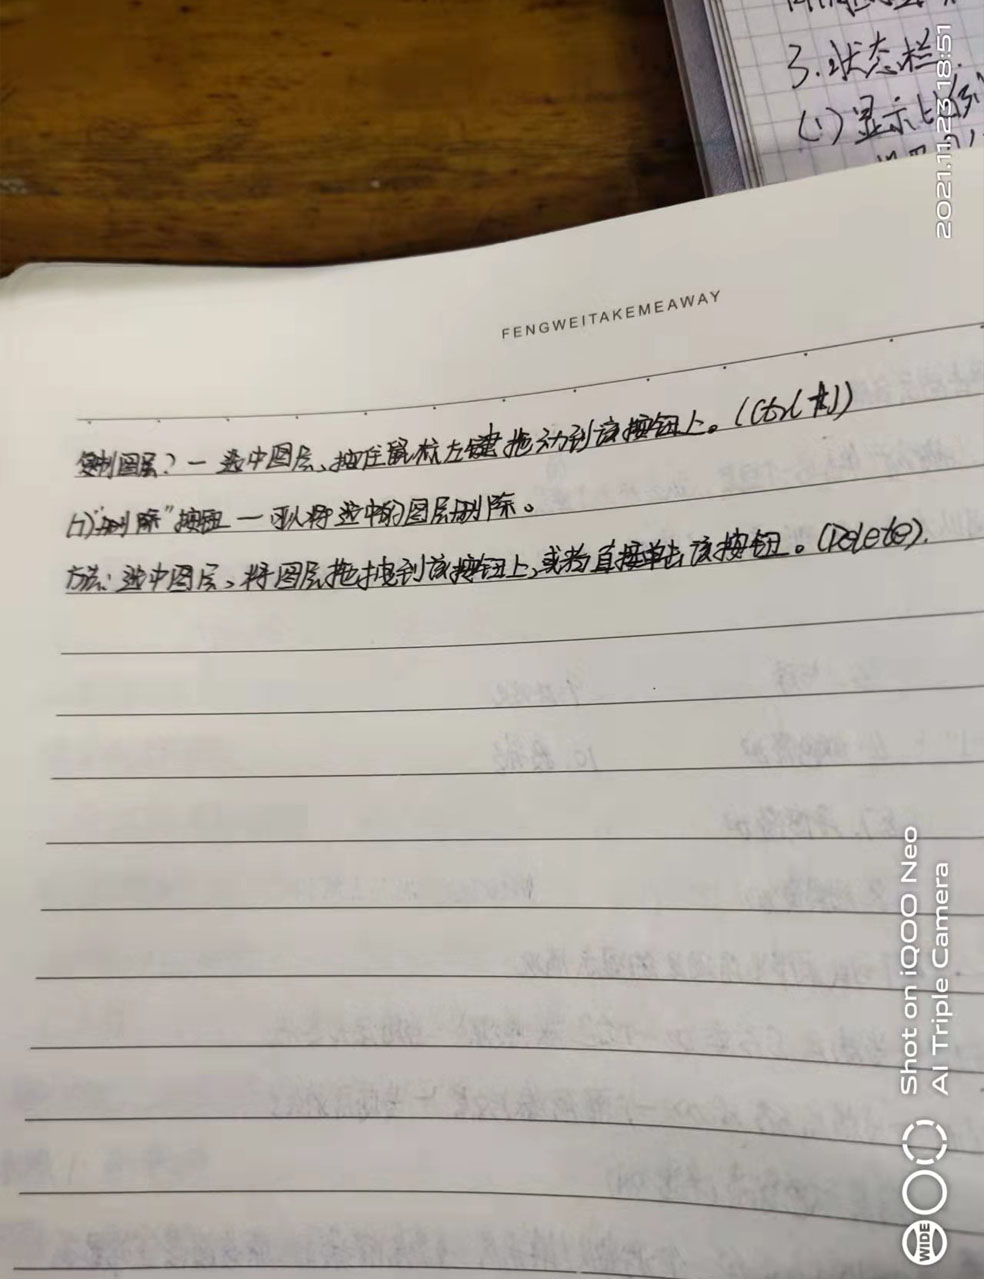 3.状态栏.
(1)显示比例
FENGWEITAKEMEAWAY
复制图层?一选中图层、按住鼠标左键拖动到该按钮上。(Ctrl+J)
"删除"按钮一可以将选中的图层删除。
方法:选中图层、将图层拖拽到该按钮上,或者直接单击该按钮。(Delete).
2021.11.23 18:51
Shot on iQOO Neo
AI Triple Camera
WIDE